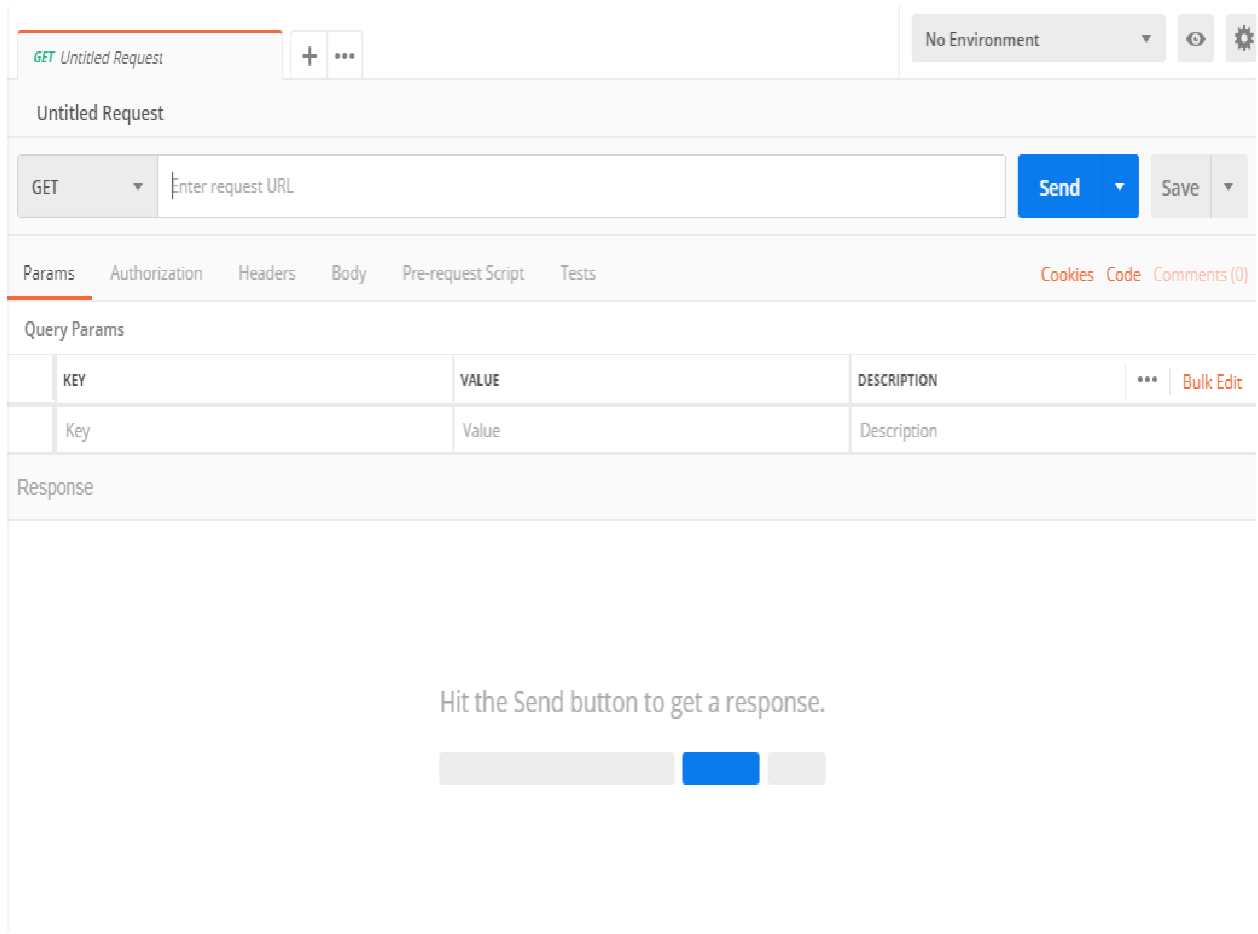 GET Untitled Request
No Environment
Untitled Request
GET Enter request URL Send Save
Params Authorization Headers Body Pre-request Script Tests Cookies Code Comments (0)
Query Params
KEY VALUE DESCRIPTION Bulk Edit
Key Value Description
Response
Hit the Send button to get a response.